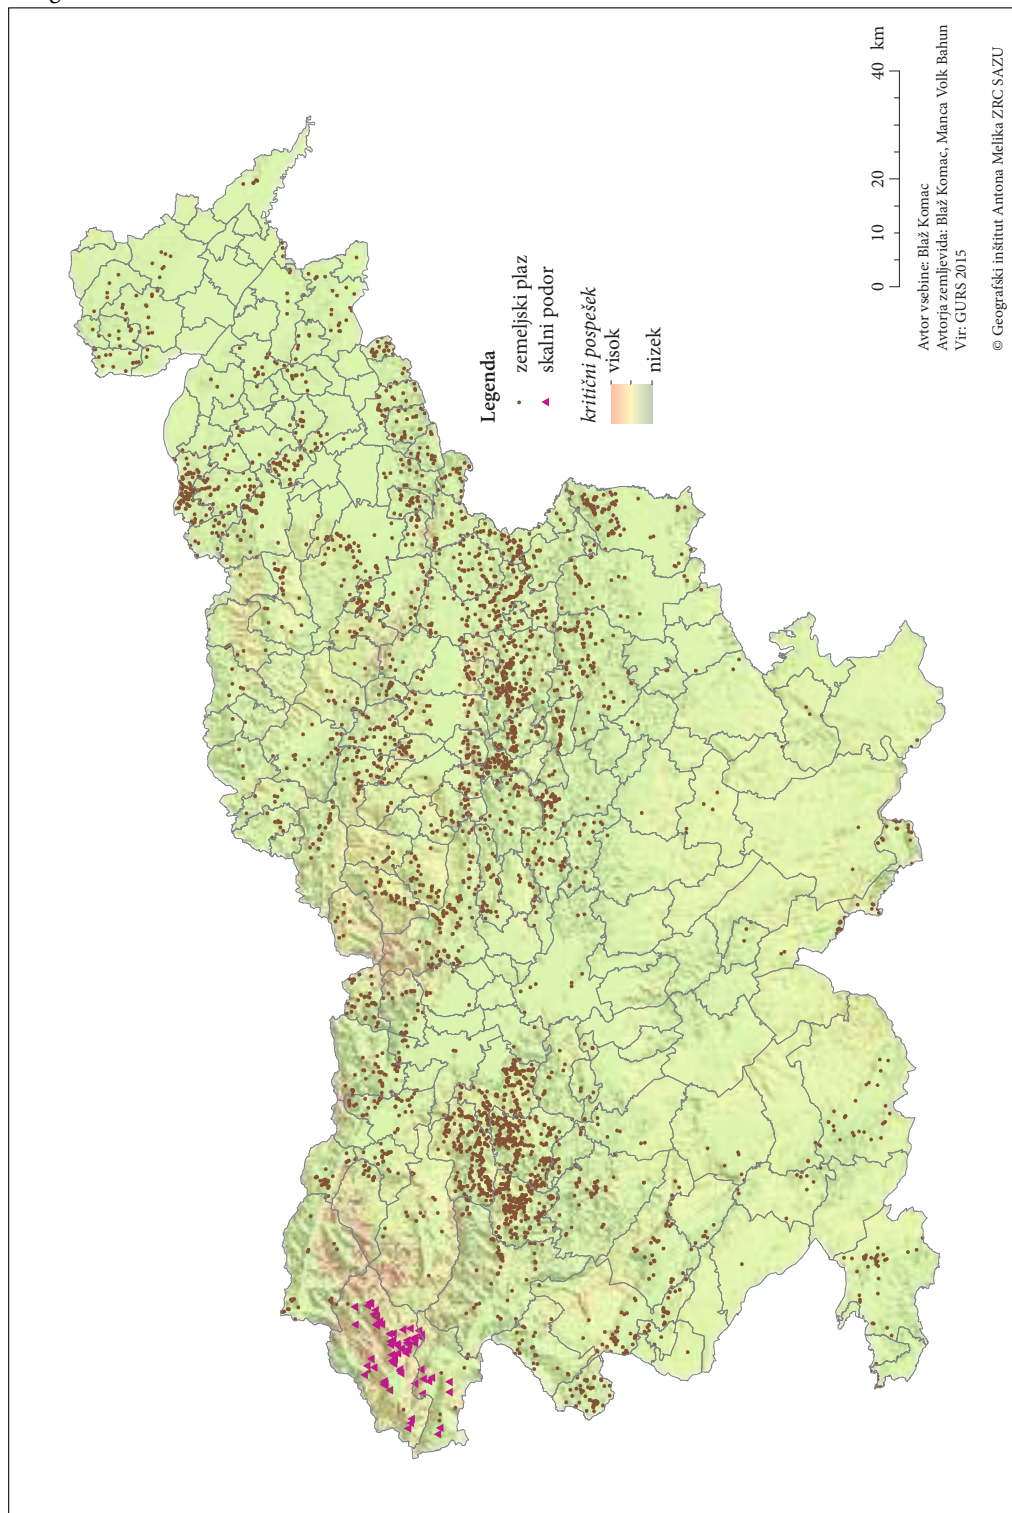 Legenda
zemeljski plaz
skalni podor
kritični pospešek
visok
nizek
0 10 20 40 km
Avtor vsebine: Blaž Komac
Avtorja zemljevida: Blaž Komac, Manca Volk Bahun
Vir: GURS 2015
© Geografski inštitut Antona Melika ZRC SAZU